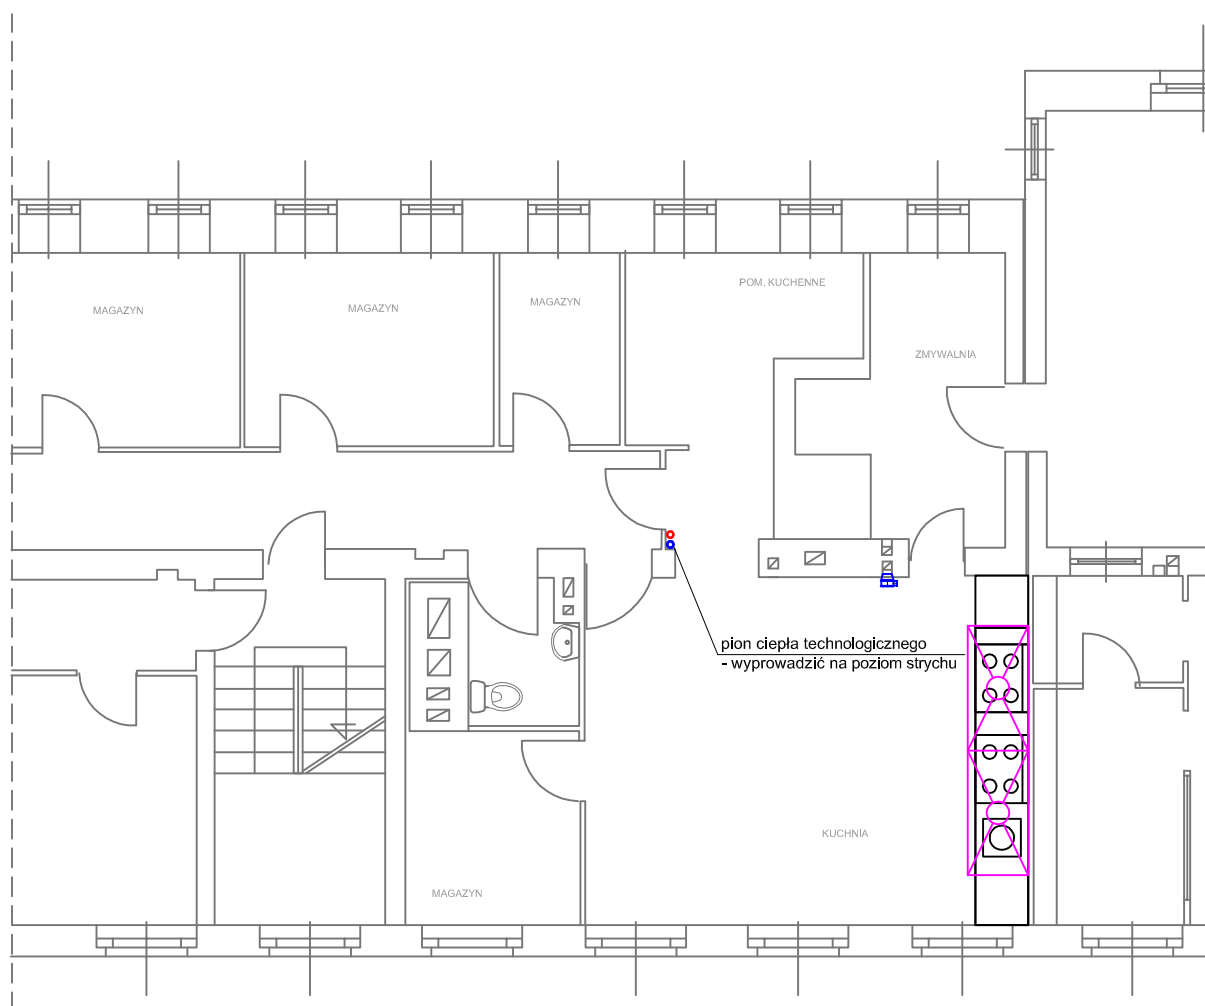 POM. KUCHENNE
MAGAZYN
MAGAZYN
MAGAZYN
ZMYWALNIA
pion ciepła technologicznego
- wyprowadzić na poziom strychu
KUCHNIA
MAGAZYN